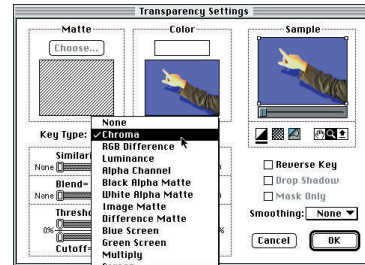 Transparency Settings
Matte
Color
Sample
Choose...
Key Type:
None
✓Chroma
RGB Difference
Luminance
Alpha Channel
Black Alpha Matte
White Alpha Matte
Image Matte
Difference Matte
Blue Screen
Green Screen
Multiply
Similari
None
Blend=
None
Thresho
0%
%
Cutoff=
Reverse Key
Drop Shadow
Mask Only
Smoothing: None
Cancel
OK